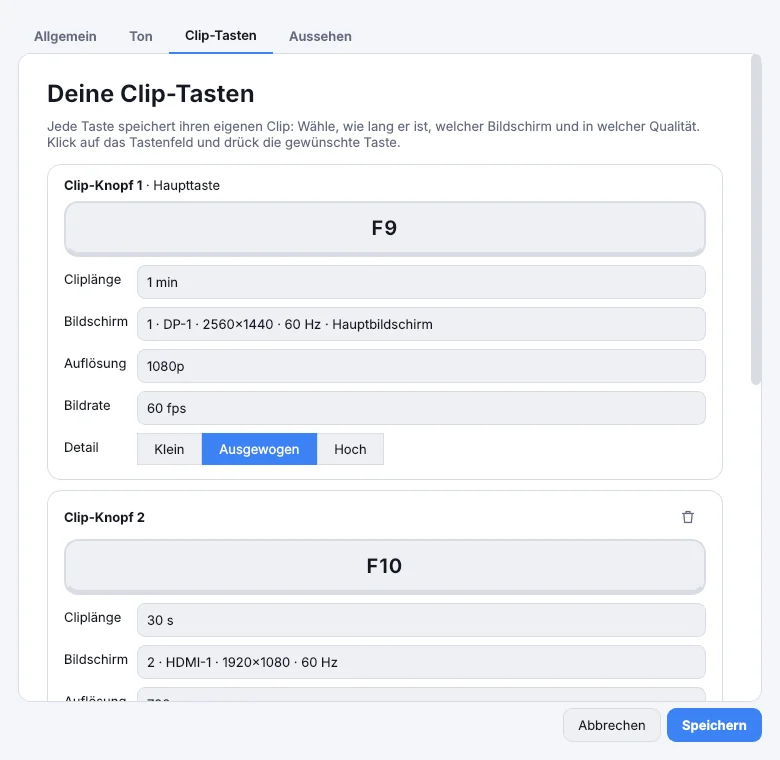 Allgemein Ton Clip-Tasten Aussehen
Deine Clip-Tasten
Jede Taste speichert ihren eigenen Clip: Wähle, wie lang er ist, welcher Bildschirm und in welcher Qualität.
Klick auf das Tastenfeld und drück die gewünschte Taste.
Clip-Knopf 1 · Haupttaste
F9
Cliplänge 1 min
Bildschirm 1 · DP-1 · 2560×1440 · 60 Hz · Hauptbildschirm
Auflösung 1080p
Bildrate 60 fps
Detail Klein Ausgewogen Hoch
Clip-Knopf 2
F10
Cliplänge 30 s
Bildschirm 2 · HDMI-1 · 1920×1080 · 60 Hz
Auflösung
Abbrechen Speichern